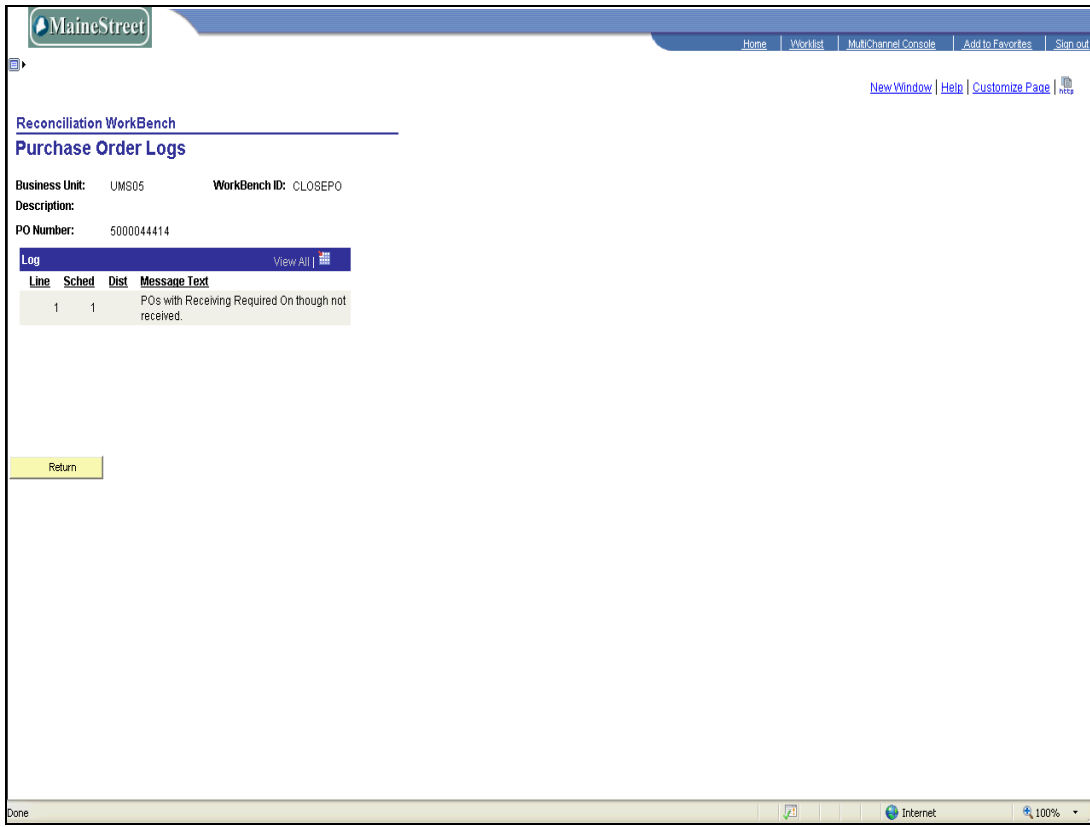 MaineStreet
Home Worklist MultiChannel Console Add to Favorites Sign out
New Window | Help | Customize Page | http
Reconciliation WorkBench
Purchase Order Logs
Business Unit: UMS05 WorkBench ID: CLOSEPO
Description:
PO Number: 5000044414
Log View All |
Line Sched Dist Message Text
1 1 POs with Receiving Required On though not
received.
Return
Done Internet 100%